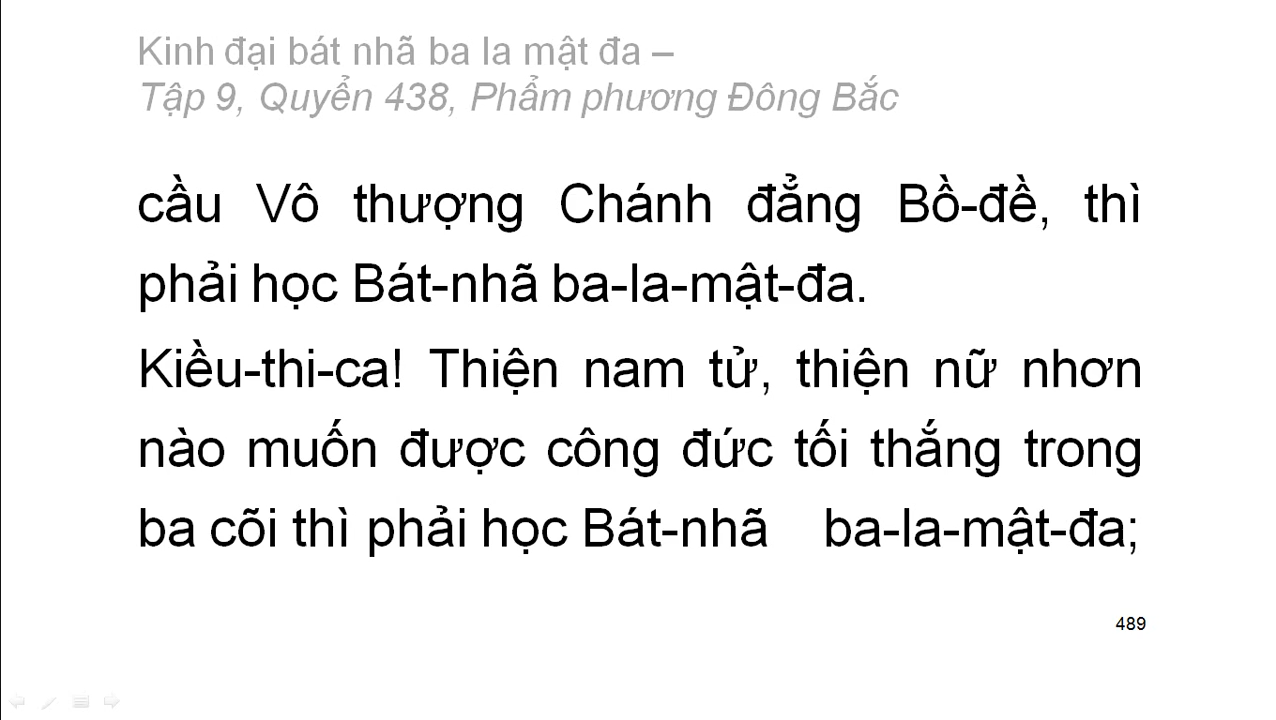 Kinh đại bát nhã ba la mật đa –
Tập 9, Quyển 438, Phẩm phương Đông Bắc
cầu Vô thượng Chánh đẳng Bồ-đề, thì
phải học Bát-nhã ba-la-mật-đa.
Kiều-thi-ca! Thiện nam tử, thiện nữ nhơn
nào muốn được công đức tối thắng trong
ba cõi thì phải học Bát-nhã ba-la-mật-đa;
489